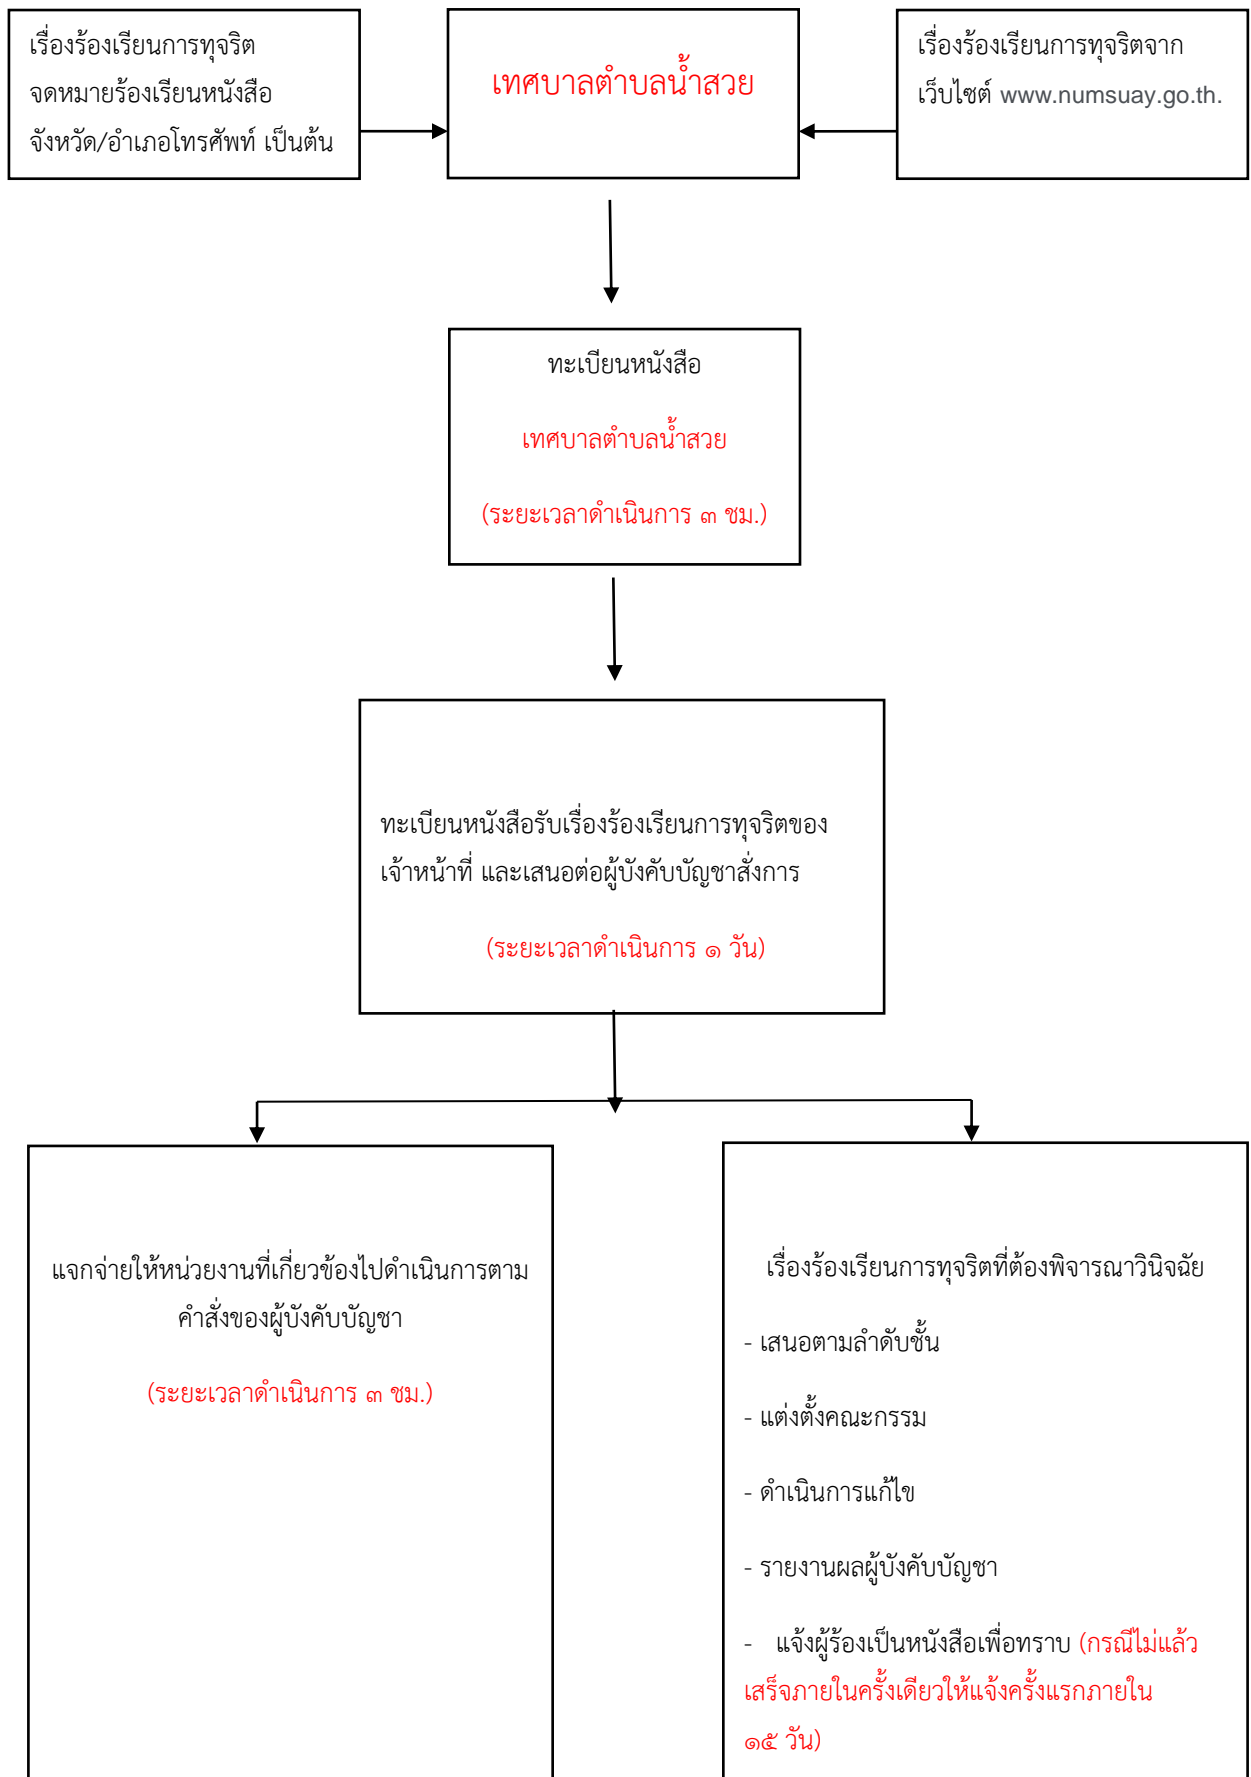 เรื่องร้องเรียนการทุจริต
จดหมายร้องเรียนหนังสือ
จังหวัด/อำเภอโทรศัพท์ เป็นต้น
เทศบาลตำบลน้ำสวย
เรื่องร้องเรียนการทุจริตจาก
เว็บไซต์ www.numsuay.go.th.
ทะเบียนหนังสือ
เทศบาลตำบลน้ำสวย
(ระยะเวลาดำเนินการ ๓ ชม.)
ทะเบียนหนังสือรับเรื่องร้องเรียนการทุจริตของ
เจ้าหน้าที่ และเสนอต่อผู้บังคับบัญชาสั่งการ
(ระยะเวลาดำเนินการ ๑ วัน)
แจกจ่ายให้หน่วยงานที่เกี่ยวข้องไปดำเนินการตาม
คำสั่งของผู้บังคับบัญชา
(ระยะเวลาดำเนินการ ๓ ชม.)
เรื่องร้องเรียนการทุจริตที่ต้องพิจารณาวินิจฉัย
- เสนอตามลำดับชั้น
- แต่งตั้งคณะกรรม
- ดำเนินการแก้ไข
- รายงานผลผู้บังคับบัญชา
- แจ้งผู้ร้องเป็นหนังสือเพื่อทราบ (กรณีไม่แล้ว
เสร็จภายในครั้งเดียวให้แจ้งครั้งแรกภายใน
๑๕ วัน)